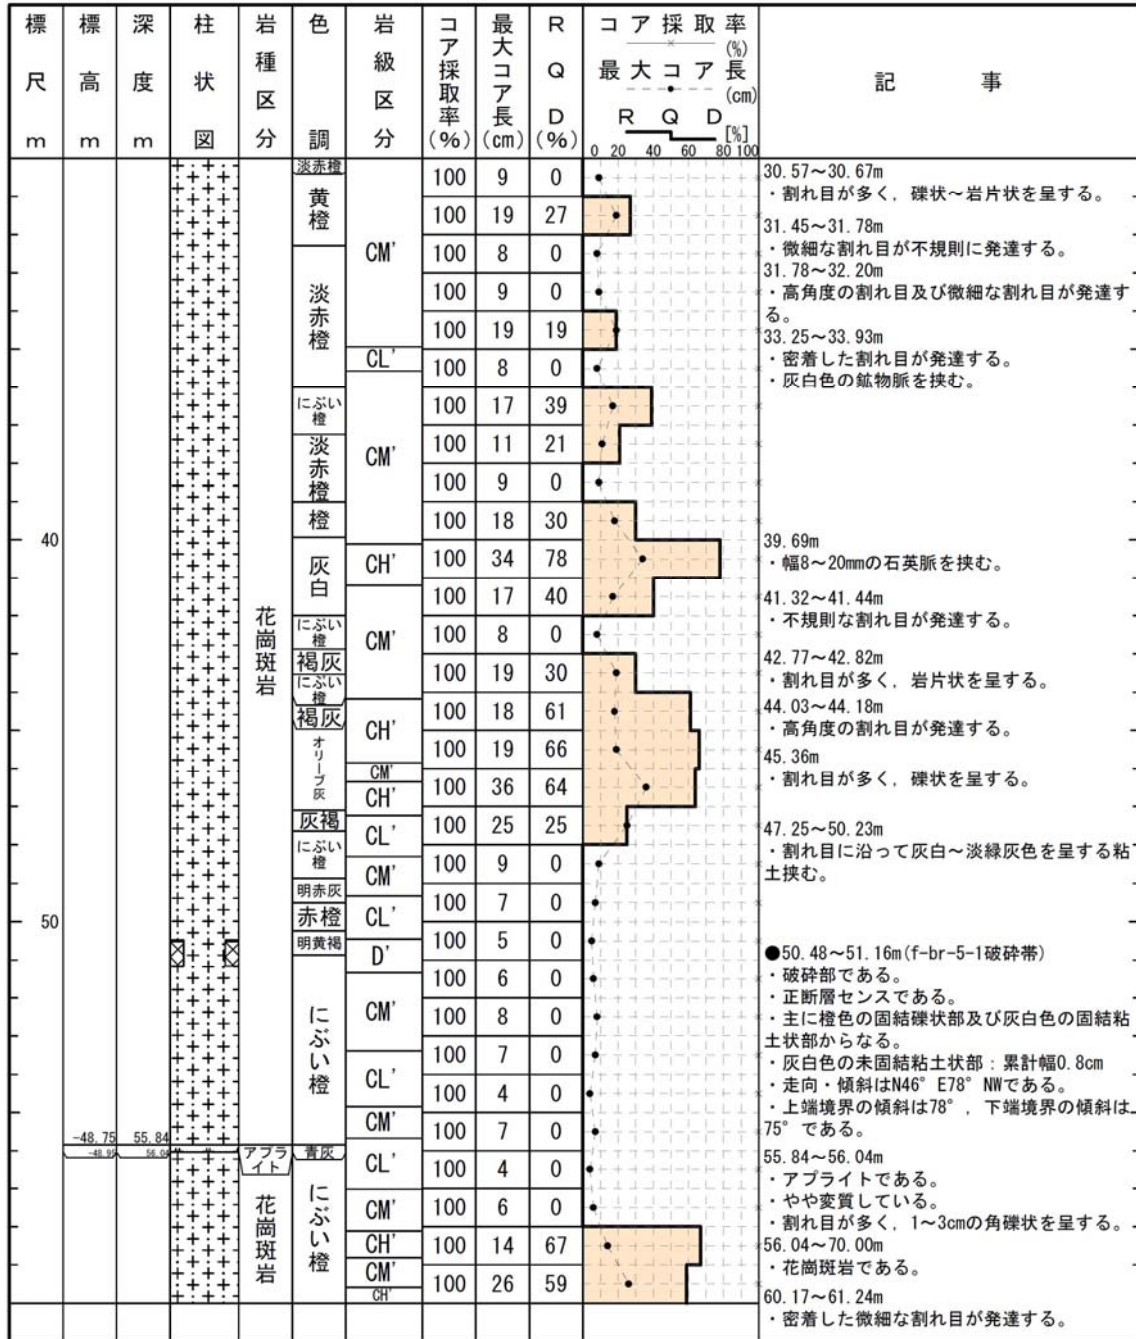 標尺m
標高m
深度m
柱状図
岩種区分
色調
岩級区分
コア採取率(%)
最大コア長(cm)
RQD(%)
コア採取率
(%)
最大コア長
(cm)
RQD
[%]
0 20 40 60 80 100
記事
淡赤橙
黄橙
淡赤橙
にぶい橙
淡赤橙
橙
灰白
にぶい橙
褐灰
にぶい橙
褐灰
オリーブ灰
灰褐
にぶい橙
明赤灰
赤橙
明黄褐
にぶい橙
青灰
にぶい橙
40
50
-48.75 55.84
-48.95 56.04
花崗斑岩
アプライト
花崗斑岩
CM'
CL'
CM'
CH'
CM'
CH'
CM'
CH'
CL'
CM'
CL'
D'
CM'
CL'
CM'
CL'
CM'
CH'
CM'
CH'
100 9 0
100 19 27
100 8 0
100 9 0
100 19 19
100 8 0
100 17 39
100 11 21
100 9 0
100 18 30
100 34 78
100 17 40
100 8 0
100 19 30
100 18 61
100 19 66
100 36 64
100 25 25
100 9 0
100 7 0
100 5 0
100 6 0
100 8 0
100 7 0
100 4 0
100 7 0
100 4 0
100 6 0
100 14 67
100 26 59
30.57～30.67m
・割れ目が多く，礫状～岩片状を呈する。
31.45～31.78m
・微細な割れ目が不規則に発達する。
31.78～32.20m
・高角度の割れ目及び微細な割れ目が発達す
る。
33.25～33.93m
・密着した割れ目が発達する。
・灰白色の鉱物脈を挟む。
39.69m
・幅8～20mmの石英脈を挟む。
41.32～41.44m
・不規則な割れ目が発達する。
42.77～42.82m
・割れ目が多く，岩片状を呈する。
44.03～44.18m
・高角度の割れ目が発達する。
45.36m
・割れ目が多く，礫状を呈する。
47.25～50.23m
・割れ目に沿って灰白～淡緑灰色を呈する粘
土挟む。
●50.48～51.16m(f-br-5-1破砕帯)
・破砕部である。
・正断層センスである。
・主に橙色の固結礫状部及び灰白色の固結粘
土状部からなる。
・灰白色の未固結粘土状部：累計幅0.8cm
・走向・傾斜はN46°E78°NWである。
・上端境界の傾斜は78°，下端境界の傾斜は
75°である。
55.84～56.04m
・アプライトである。
・やや変質している。
・割れ目が多く，1～3cmの角礫状を呈する。
56.04～70.00m
・花崗斑岩である。
60.17～61.24m
・密着した微細な割れ目が発達する。